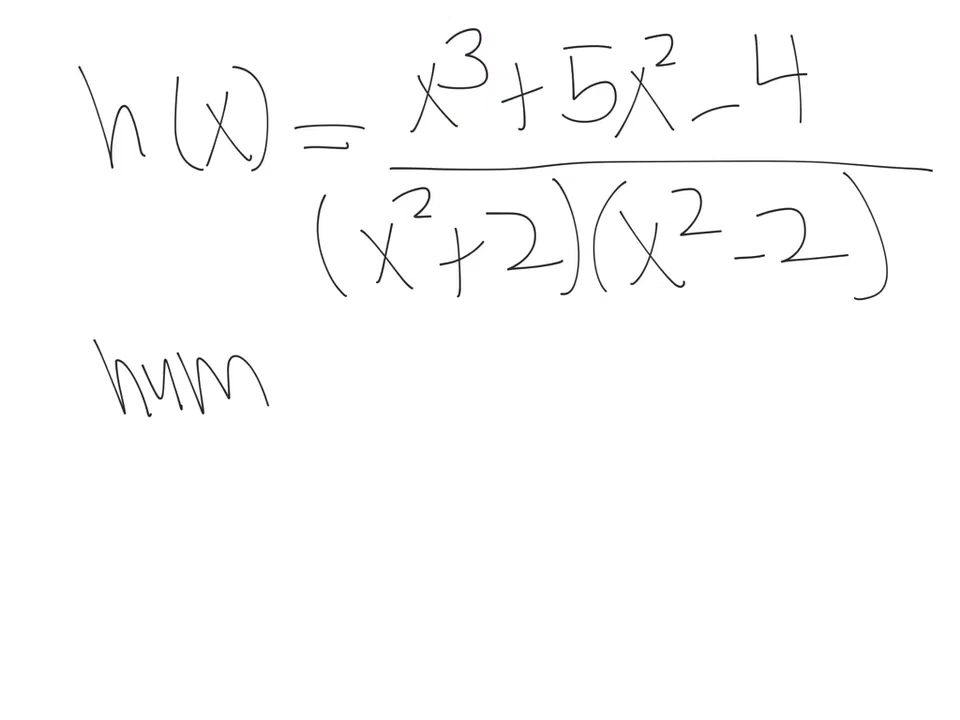 h(x) = x³+5x²-4
(x²+2)(x²-2)
num